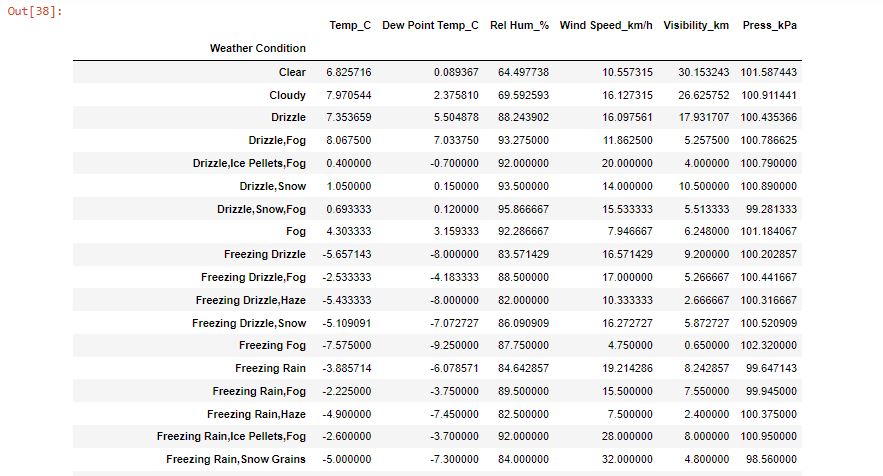 Out[38]:
Temp_C Dew Point Temp_C Rel Hum_% Wind Speed_km/h Visibility_km Press_kPa
Weather Condition
Clear 6.825716 0.089367 64.497738 10.557315 30.153243 101.587443
Cloudy 7.970544 2.375810 69.592593 16.127315 26.625752 100.911441
Drizzle 7.353659 5.504878 88.243902 16.097561 17.931707 100.435366
Drizzle,Fog 8.067500 7.033750 93.275000 11.862500 5.257500 100.786625
Drizzle,Ice Pellets,Fog 0.400000 -0.700000 92.000000 20.000000 4.000000 100.790000
Drizzle,Snow 1.050000 0.150000 93.500000 14.000000 10.500000 100.890000
Drizzle,Snow,Fog 0.693333 0.120000 95.866667 15.533333 5.513333 99.281333
Fog 4.303333 3.159333 92.286667 7.946667 6.248000 101.184067
Freezing Drizzle -5.657143 -8.000000 83.571429 16.571429 9.200000 100.202857
Freezing Drizzle,Fog -2.533333 -4.183333 88.500000 17.000000 5.266667 100.441667
Freezing Drizzle,Haze -5.433333 -8.000000 82.000000 10.333333 2.666667 100.316667
Freezing Drizzle,Snow -5.109091 -7.072727 86.090909 16.272727 5.872727 100.520909
Freezing Fog -7.575000 -9.250000 87.750000 4.750000 0.650000 102.320000
Freezing Rain -3.885714 -6.078571 84.642857 19.214286 8.242857 99.647143
Freezing Rain,Fog -2.225000 -3.750000 89.500000 15.500000 7.550000 99.945000
Freezing Rain,Haze -4.900000 -7.450000 82.500000 7.500000 2.400000 100.375000
Freezing Rain,Ice Pellets,Fog -2.600000 -3.700000 92.000000 28.000000 8.000000 100.950000
Freezing Rain,Snow Grains -5.000000 -7.300000 84.000000 32.000000 4.800000 98.560000